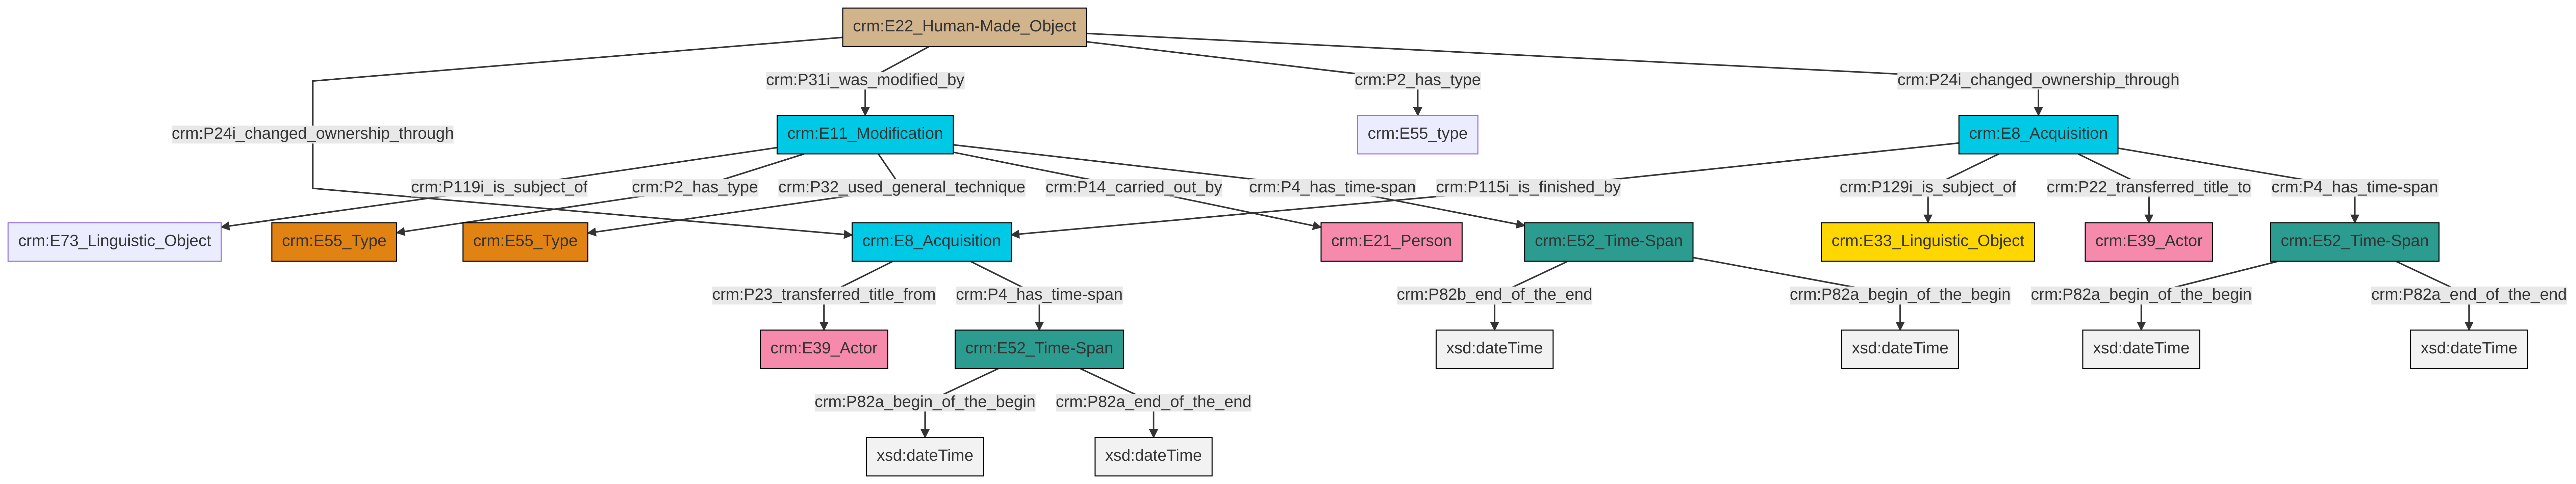 crm:E22_Human-Made_Object
crm:P31i_was_modified_by
crm:P2_has_type
crm:P24i_changed_ownership_through
crm:P24i_changed_ownership_through
crm:E11_Modification
crm:E55_type
crm:E8_Acquisition
crm:P119i_is_subject_of
crm:P2_has_type
crm:P32_used_general_technique
crm:P14_carried_out_by
crm:P4_has_time-span
crm:P115i_is_finished_by
crm:P129i_is_subject_of
crm:P22_transferred_title_to
crm:P4_has_time-span
crm:E73_Linguistic_Object
crm:E55_Type
crm:E55_Type
crm:E8_Acquisition
crm:E21_Person
crm:E52_Time-Span
crm:E33_Linguistic_Object
crm:E39_Actor
crm:E52_Time-Span
crm:P23_transferred_title_from
crm:P4_has_time-span
crm:P82b_end_of_the_end
crm:P82a_begin_of_the_begin
crm:P82a_begin_of_the_begin
crm:P82a_end_of_the_end
crm:E39_Actor
crm:E52_Time-Span
xsd:dateTime
xsd:dateTime
xsd:dateTime
xsd:dateTime
crm:P82a_begin_of_the_begin
crm:P82a_end_of_the_end
xsd:dateTime
xsd:dateTime